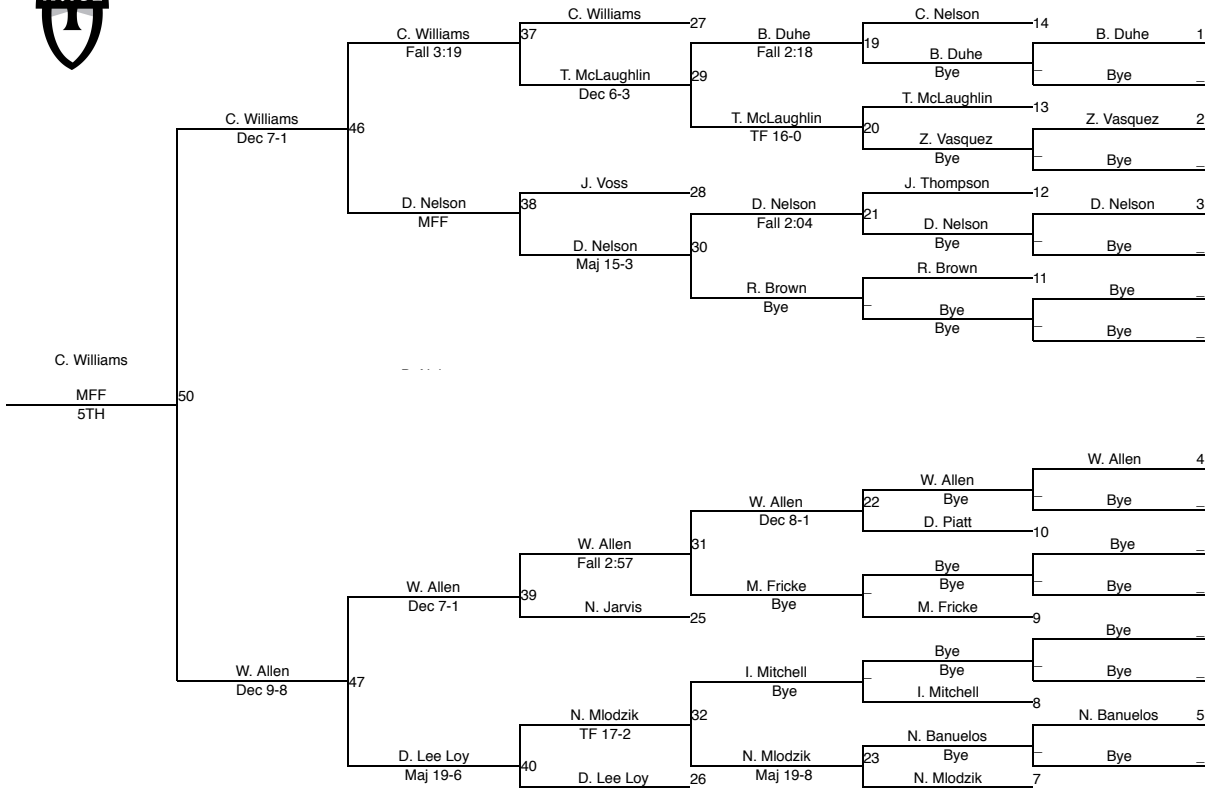 C. Williams 27
C. Nelson 14
C. Williams 37
B. Duhe 19
B. Duhe 1
Fall 3:19
Fall 2:18
B. Duhe
Bye
T. McLaughlin 29
Bye
Dec 6-3
T. McLaughlin 13
C. Williams 46
T. McLaughlin 20
Z. Vasquez 2
Dec 7-1
TF 16-0
Z. Vasquez
Bye
Bye
J. Voss 28
J. Thompson 12
D. Nelson 38
D. Nelson 21
D. Nelson 3
MFF
Fall 2:04
D. Nelson
Bye
D. Nelson 30
Bye
Maj 15-3
R. Brown 11
R. Brown
Bye
Bye
Bye
Bye
Bye
C. Williams
MFF 50
5TH
W. Allen 4
W. Allen
Bye
W. Allen 22
Bye
Dec 8-1
D. Piatt 10
W. Allen 31
Bye
Fall 2:57
Bye
Bye
W. Allen 39
M. Fricke
Bye
Dec 7-1
Bye
N. Jarvis 25
M. Fricke 9
Bye
Bye
Bye
W. Allen 47
I. Mitchell
Bye
Dec 9-8
Bye
I. Mitchell 8
N. Mlodzik 32
N. Banuelos 5
TF 17-2
N. Banuelos
Bye
D. Lee Loy 40
N. Mlodzik 23
Bye
Maj 19-6
Maj 19-8
D. Lee Loy 26
N. Mlodzik 7